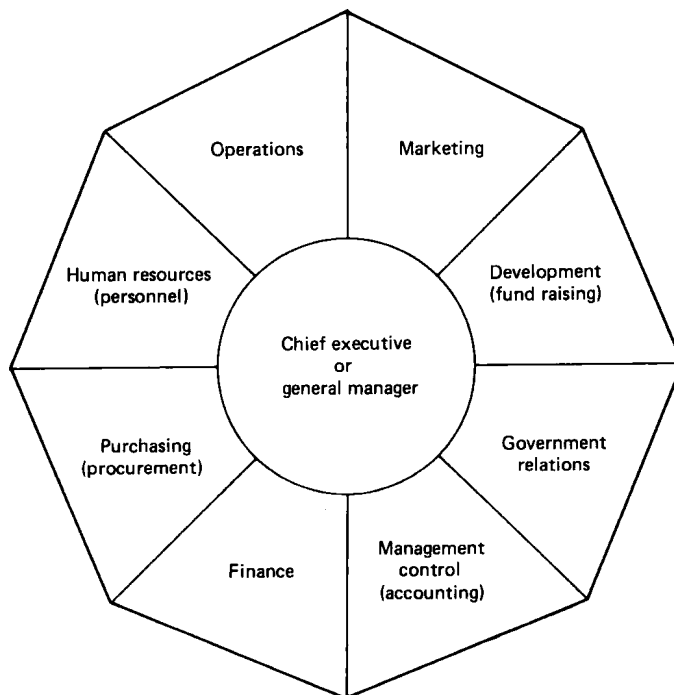 Operations
Marketing
Human resources
(personnel)
Development
(fund raising)
Chief executive
or
general manager
Purchasing
(procurement)
Government
relations
Finance
Management
control
(accounting)